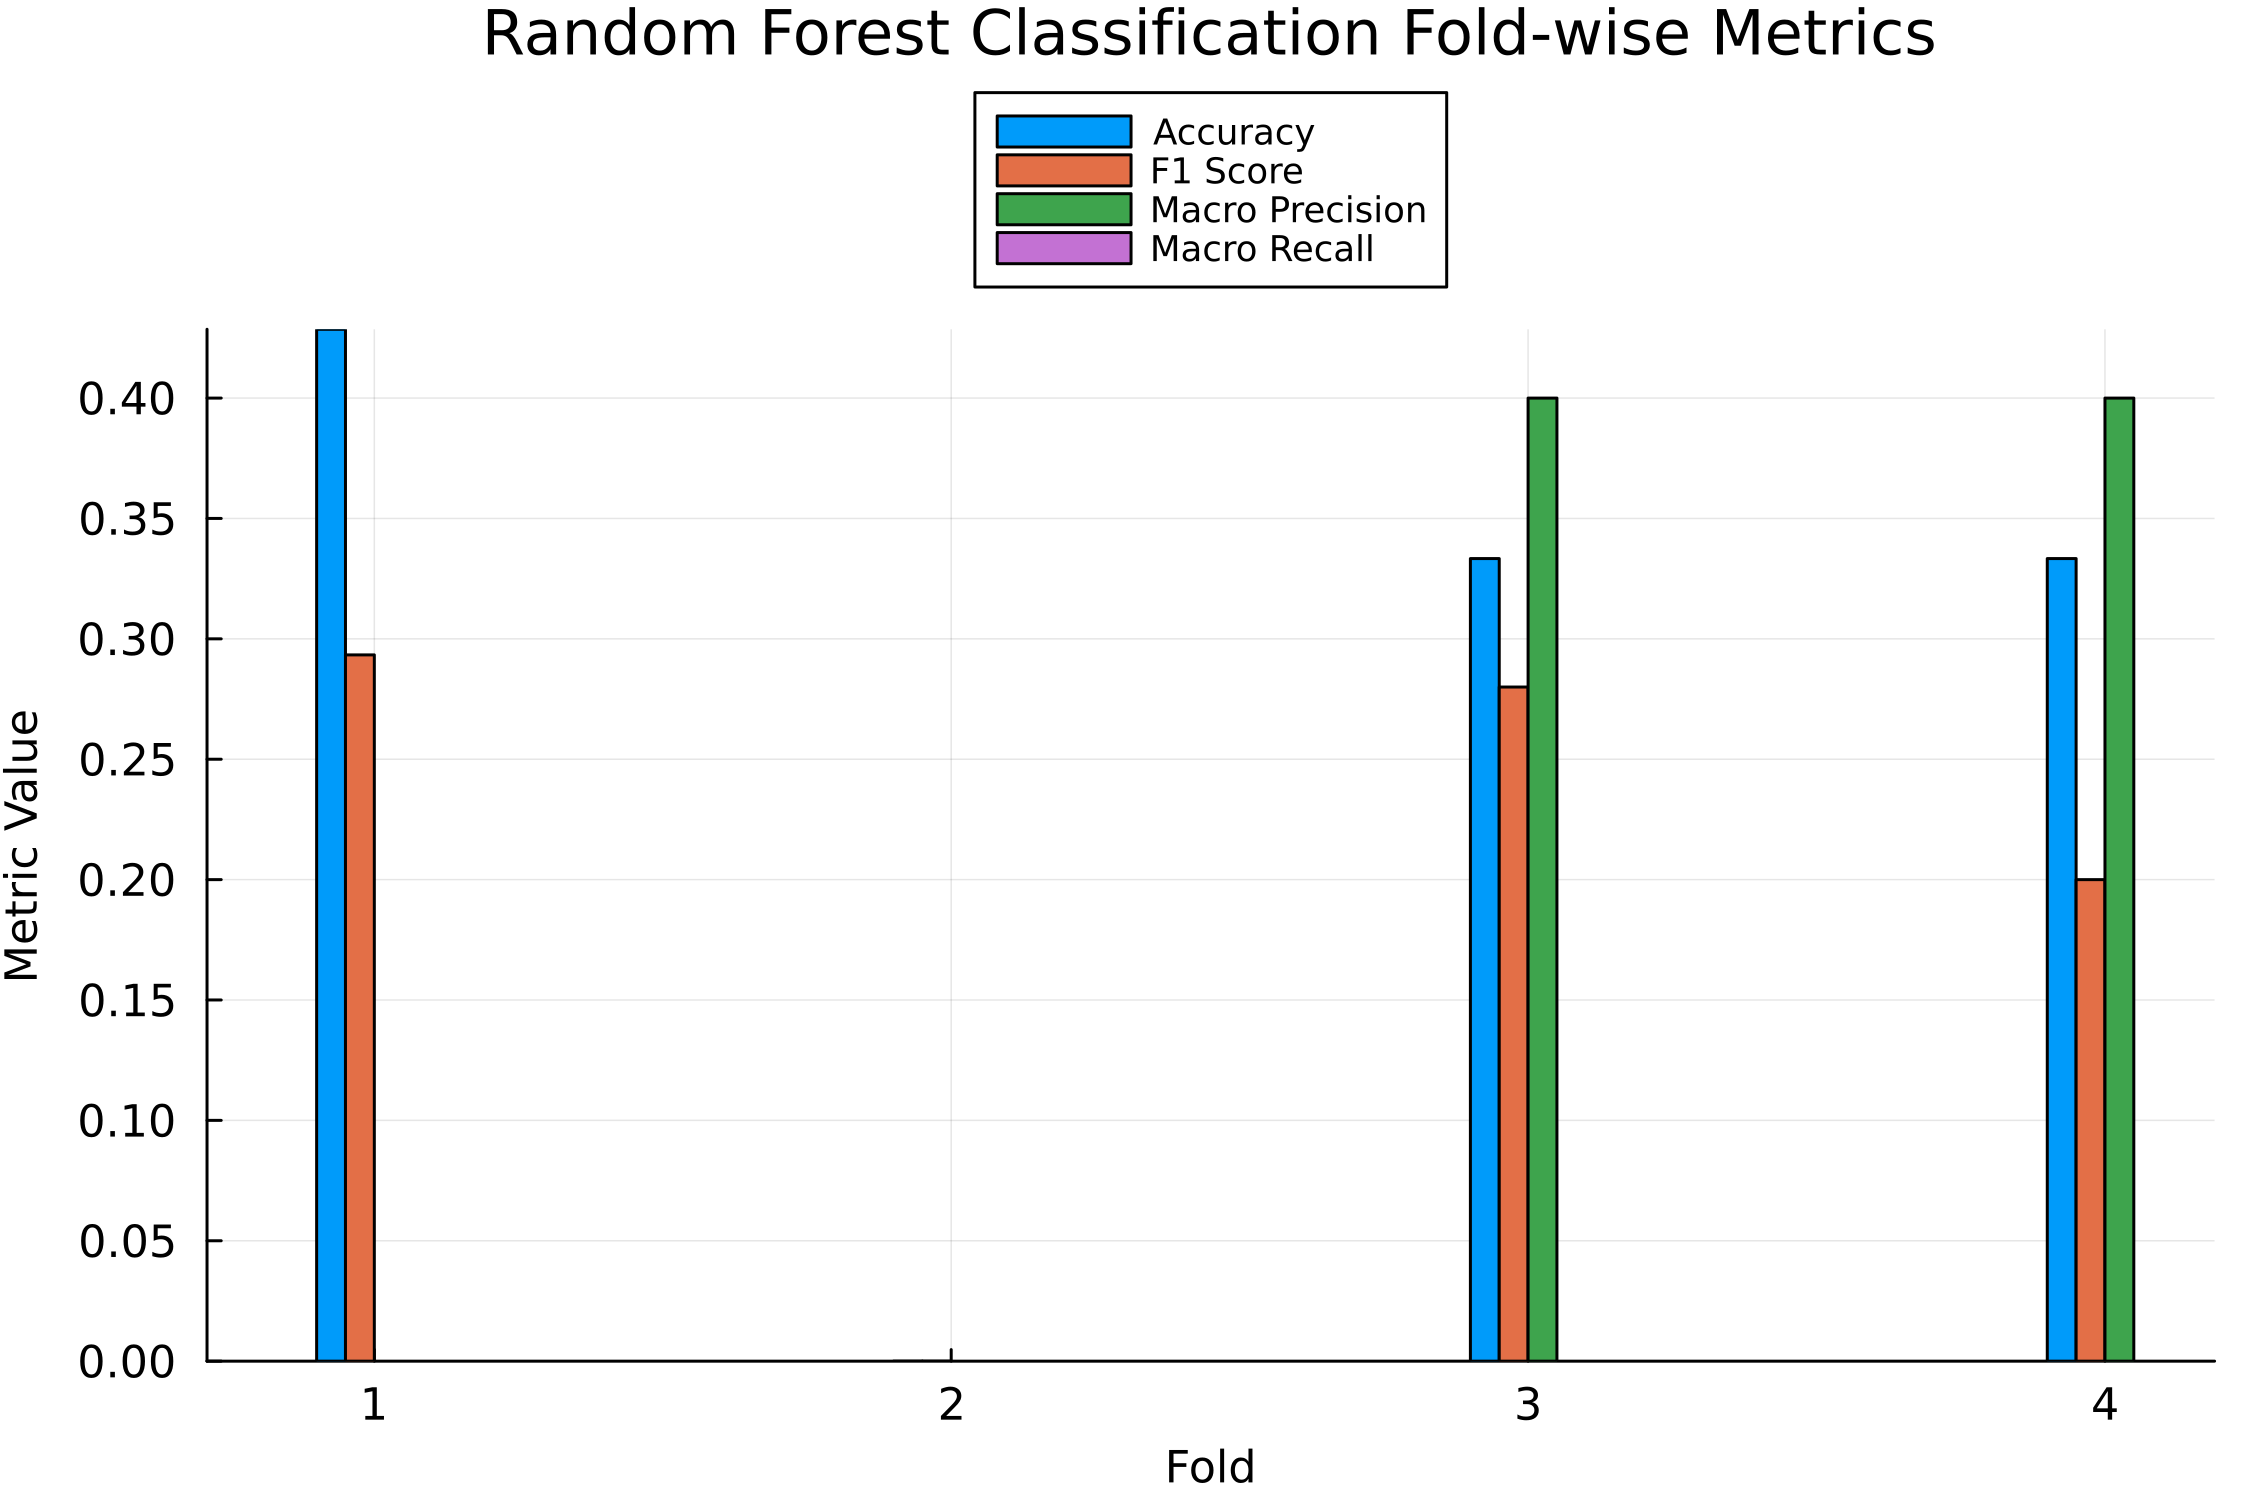 Random Forest Classification Fold-wise Metrics
Accuracy
F1 Score
Macro Precision
Macro Recall
0.40
0.35
0.30
0.25
0.20
0.15
0.10
0.05
0.00
Metric Value
1 2 3 4
Fold